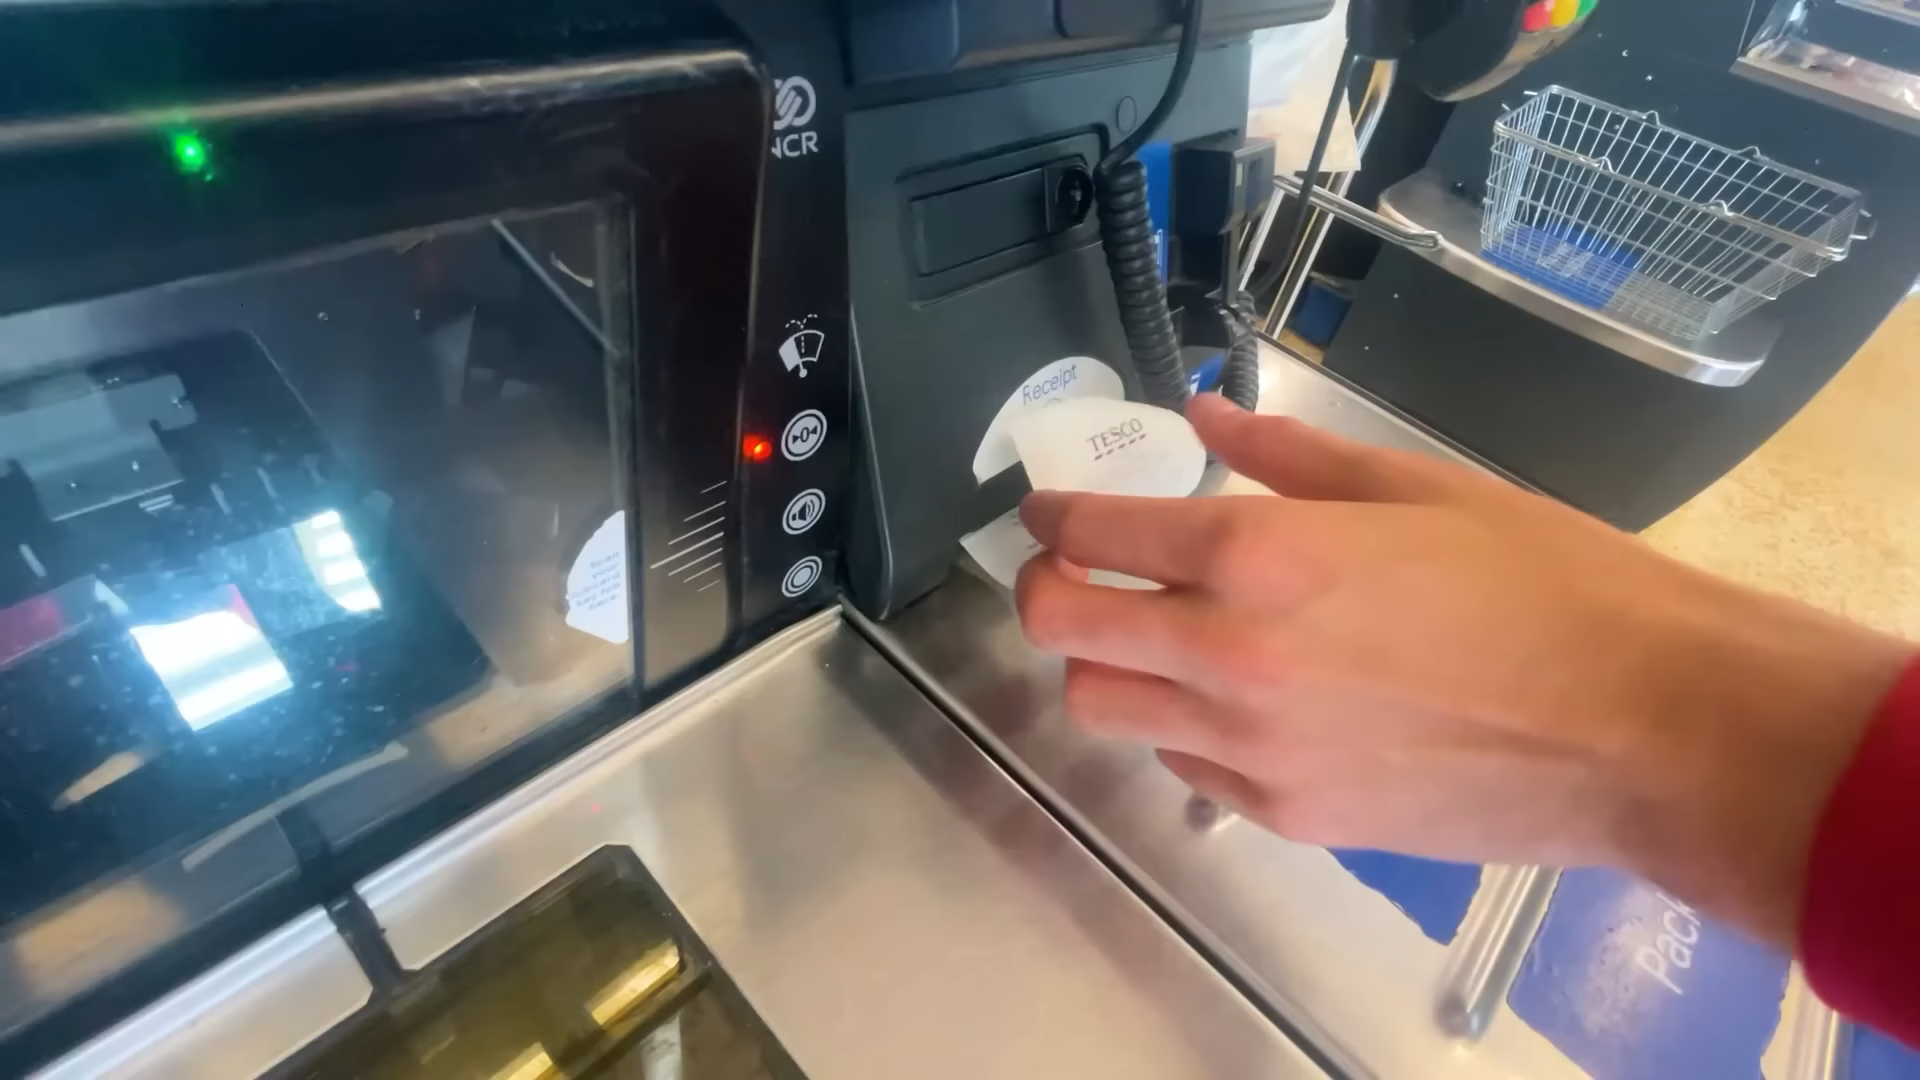 NCR
Receipt
TESCO
Scan
your
Clubcard
key fob
here.
Pack